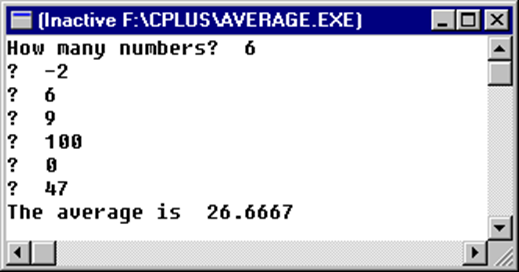 (Inactive F:\CPLUS\AVERAGE.EXE)
How many numbers?  6
?  -2
?  6
?  9
?  100
?  0
?  47
The average is  26.6667